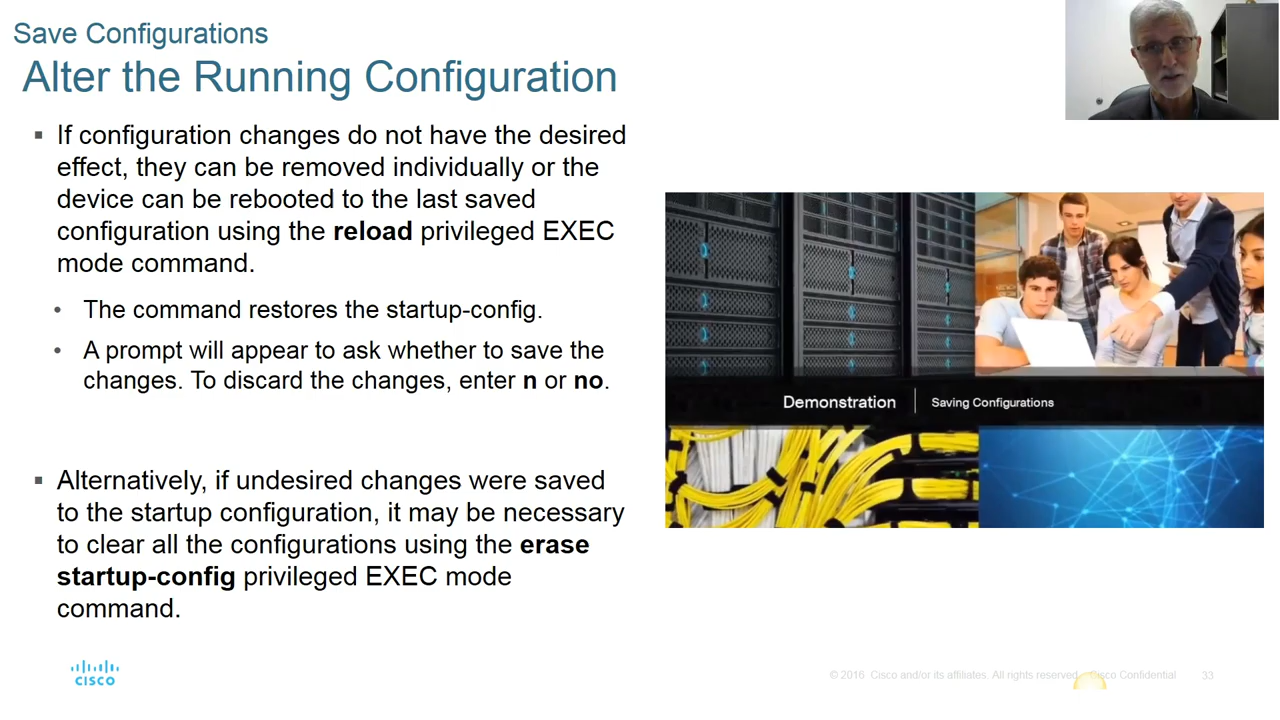 Save Configurations
Alter the Running Configuration
▪ If configuration changes do not have the desired
effect, they can be removed individually or the
device can be rebooted to the last saved
configuration using the reload privileged EXEC
mode command.
• The command restores the startup-config.
• A prompt will appear to ask whether to save the
changes. To discard the changes, enter n or no.
▪ Alternatively, if undesired changes were saved
to the startup configuration, it may be necessary
to clear all the configurations using the erase
startup-config privileged EXEC mode
command.
Demonstration | Saving Configurations
CISCO
© 2016 Cisco and/or its affiliates. All rights reserved. Cisco Confidential 33